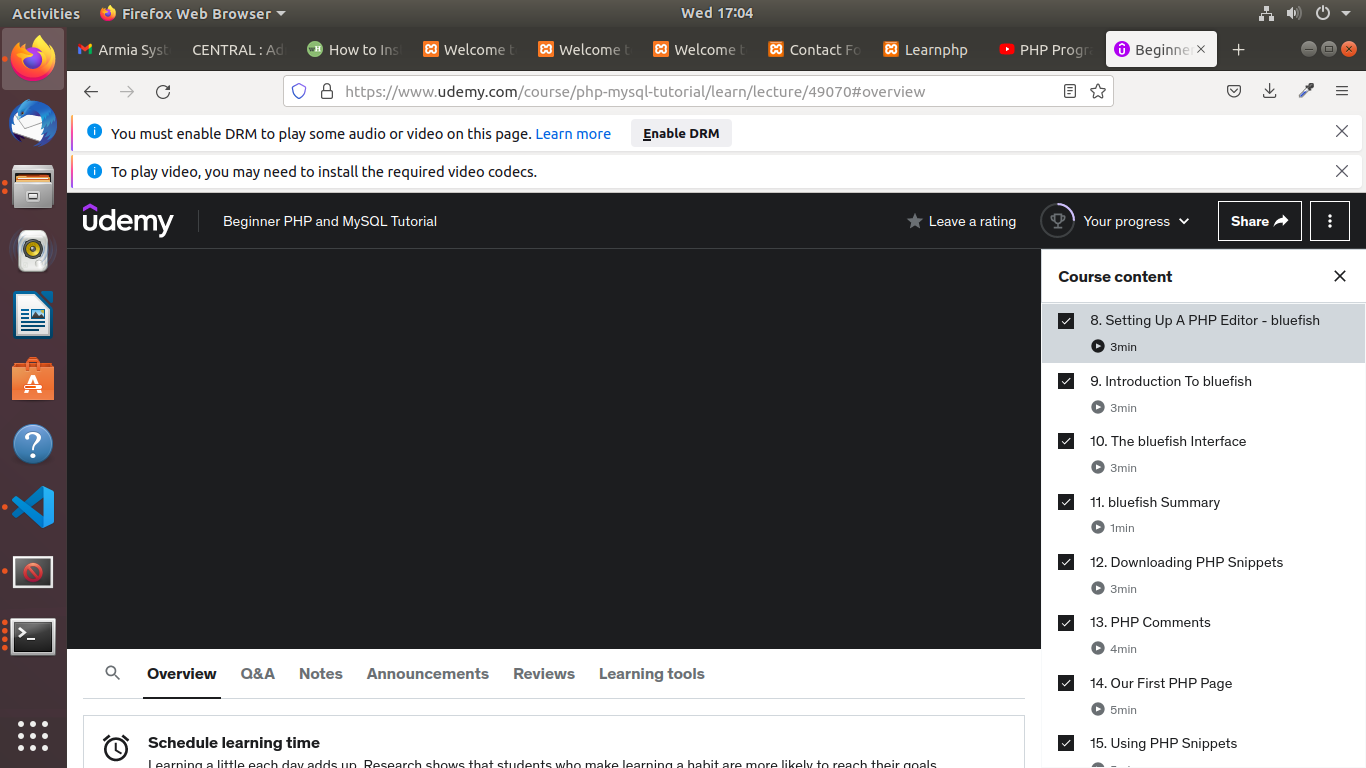 Activities
Firefox Web Browser
Wed 17:04
Armia Syst
CENTRAL : Ad
How to Ins
Welcome t
Welcome t
Welcome t
Contact Fo
Learnphp
PHP Progr
Beginne
https://www.udemy.com/course/php-mysql-tutorial/learn/lecture/49070#overview
You must enable DRM to play some audio or video on this page. Learn more
Enable DRM
To play video, you may need to install the required video codecs.
udemy
Beginner PHP and MySQL Tutorial
Leave a rating
Your progress
Share
Course content
8. Setting Up A PHP Editor - bluefish
3min
9. Introduction To bluefish
3min
10. The bluefish Interface
3min
11. bluefish Summary
1min
12. Downloading PHP Snippets
3min
13. PHP Comments
4min
14. Our First PHP Page
5min
15. Using PHP Snippets
Overview
Q&A
Notes
Announcements
Reviews
Learning tools
Schedule learning time
Learning a little each day adds up. Research shows that students who make learning a habit are more likely to reach their goals.